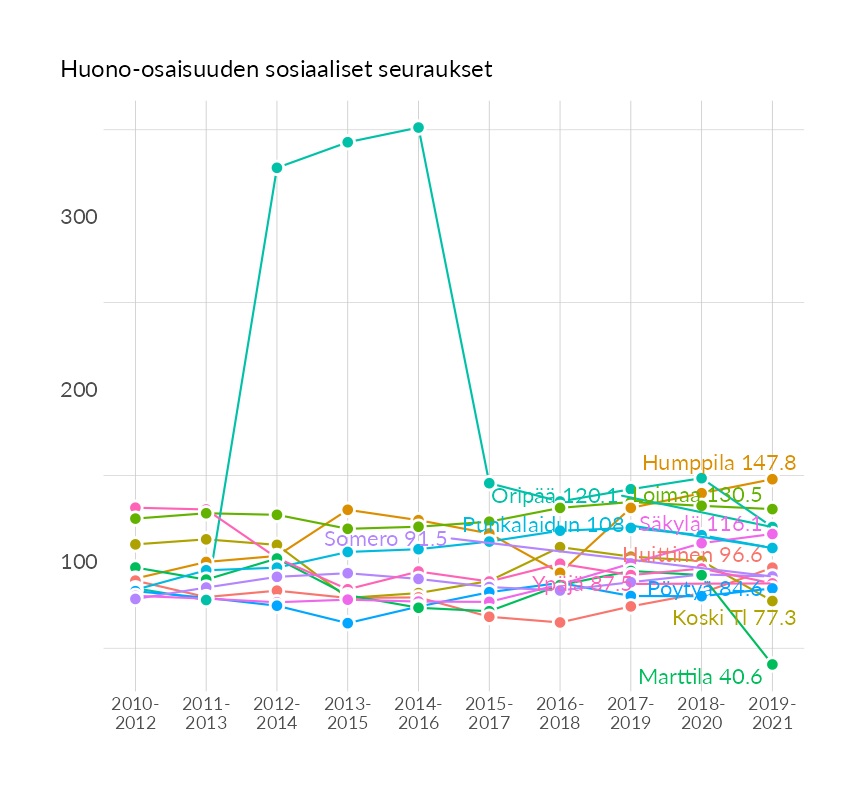 Huono-osaisuuden sosiaaliset seuraukset
300
200
100
Humppila 147.8
Oripää 120.1
Loimaa 130.5
Punkalaidun 108
Säkylä 116.1
Somero 91.5
Huittinen 96.6
Ypäjä 87.5
Pöytyä 84.6
Koski Tl 77.3
Marttila 40.6
2010-2012
2011-2013
2012-2014
2013-2015
2014-2016
2015-2017
2016-2018
2017-2019
2018-2020
2019-2021